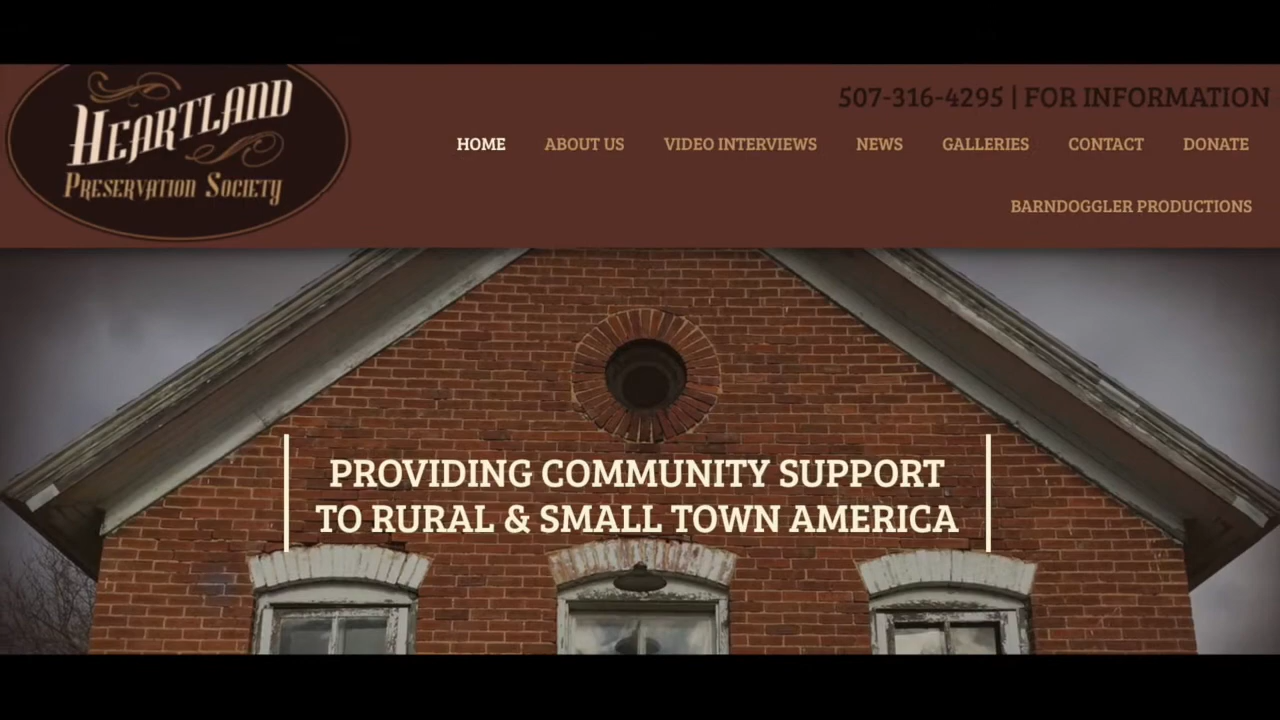 HEARTLAND
PRESERVATION SOCIETY
507-316-4295 | FOR INFORMATION
HOME ABOUT US VIDEO INTERVIEWS NEWS GALLERIES CONTACT DONATE
BARNDOGGLER PRODUCTIONS
PROVIDING COMMUNITY SUPPORT
TO RURAL & SMALL TOWN AMERICA